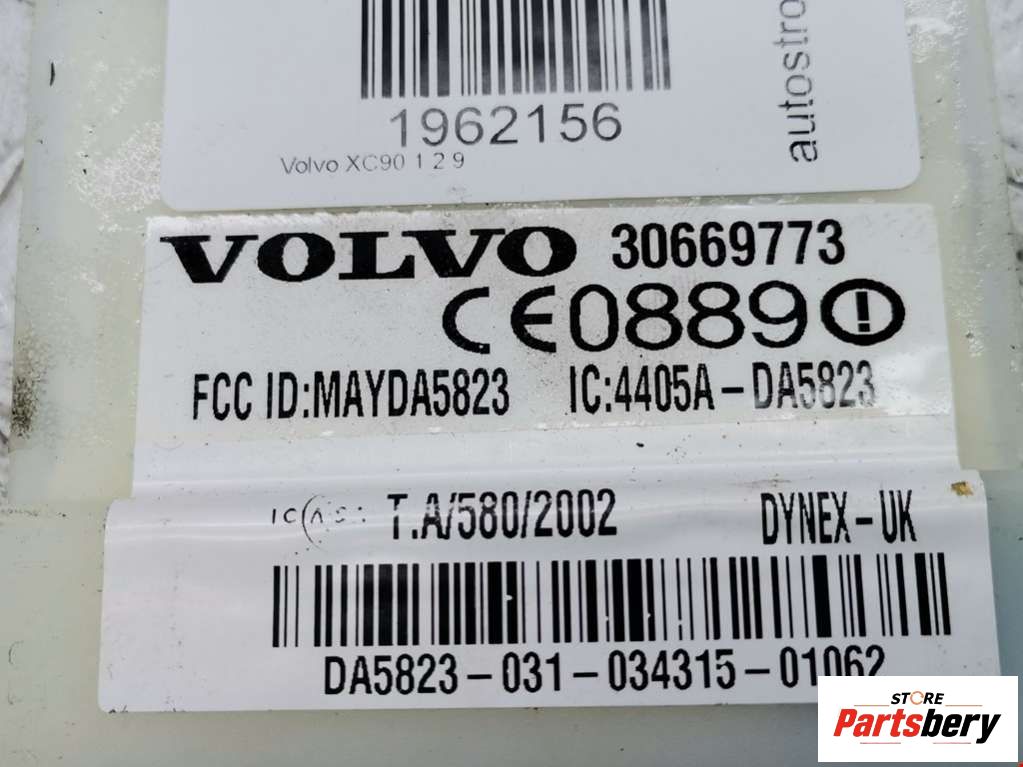 1962156
Volvo XC90 1 2 9
autostro
VOLVO 30669773
CE0889
FCC ID:MAYDA5823 IC:4405A-DA5823
T.A/580/2002 DYNEX-UK
DA5823-031-034315-01062
STORE
Partsbery